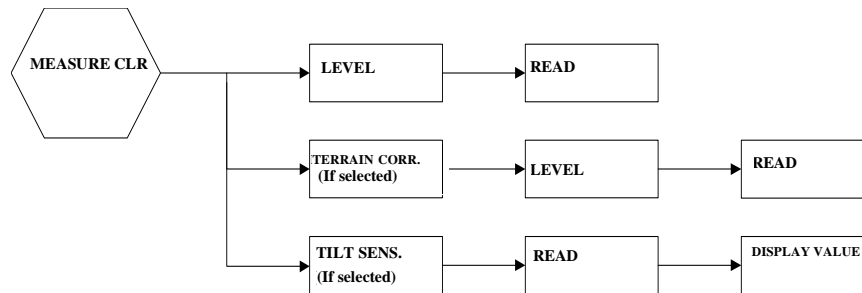 MEASURE CLR
LEVEL
READ
TERRAIN CORR.
(If selected)
LEVEL
READ
TILT SENS.
(If selected)
READ
DISPLAY VALUE